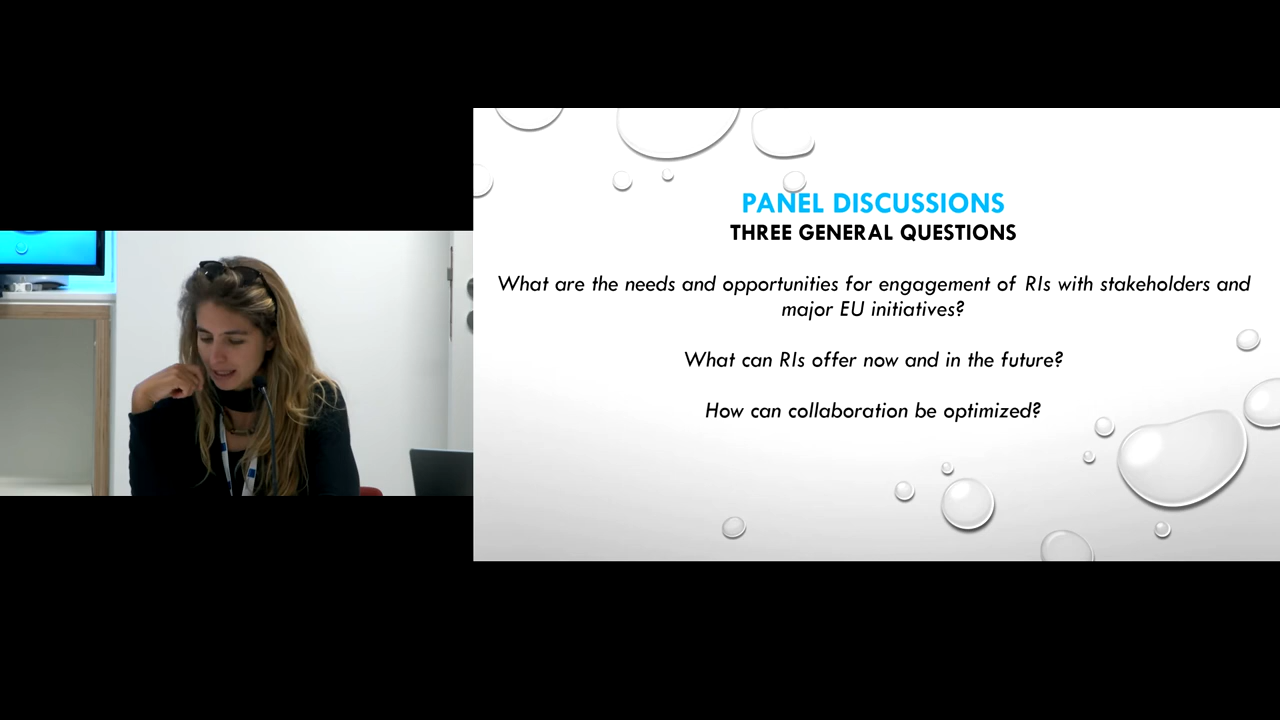 PANEL DISCUSSIONS
THREE GENERAL QUESTIONS
What are the needs and opportunities for engagement of RIs with stakeholders and
major EU initiatives?
What can RIs offer now and in the future?
How can collaboration be optimized?